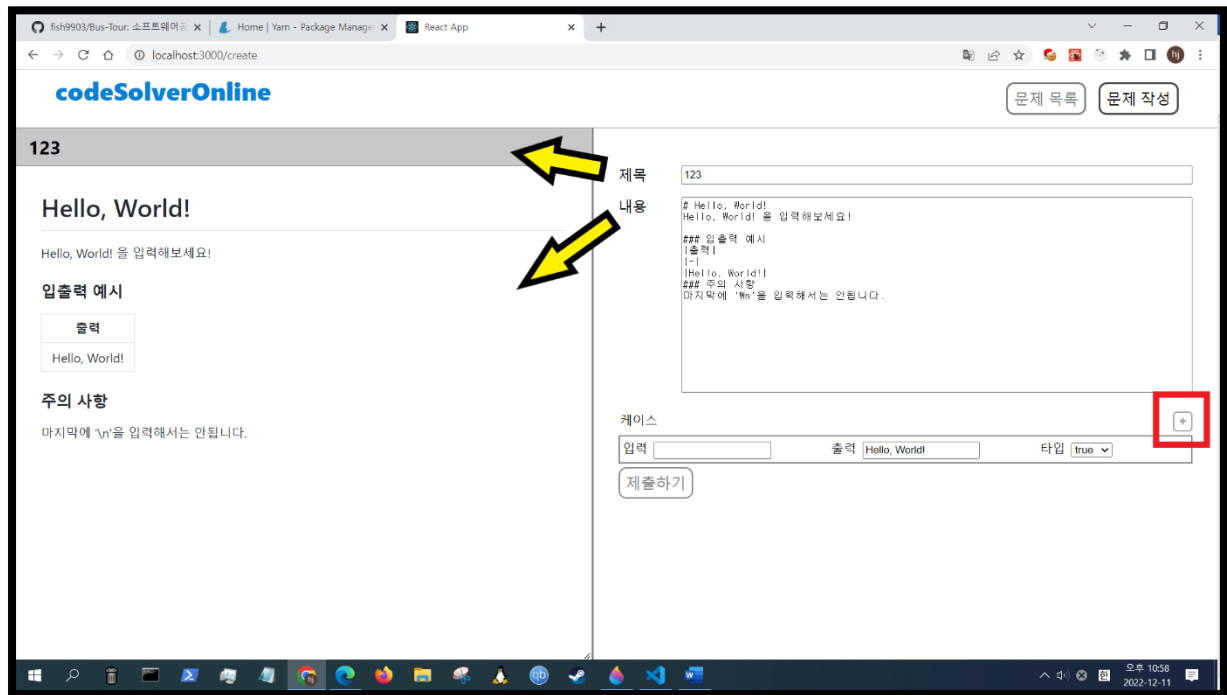 fish9903/Bus-Tour: 소프트웨어공
Home | Yarn - Package Manage
React App
localhost:3000/create
hj
codeSolverOnline
문제 목록
문제 작성
123
제목
123
Hello, World!
내용
# Hello, World!
Hello, World! 을 입력해보세요!
### 입출력 예시
|출력|
|-|
|Hello, World!|
### 주의 사항
마지막에 '₩n'을 입력해서는 안됩니다.
Hello, World! 을 입력해보세요!
입출력 예시
출력
Hello, World!
주의 사항
마지막에 '\n'을 입력해서는 안됩니다.
케이스
+
입력
출력
Hello, World!
타입
true
제출하기
qb
W
한
오후 10:58
2022-12-11